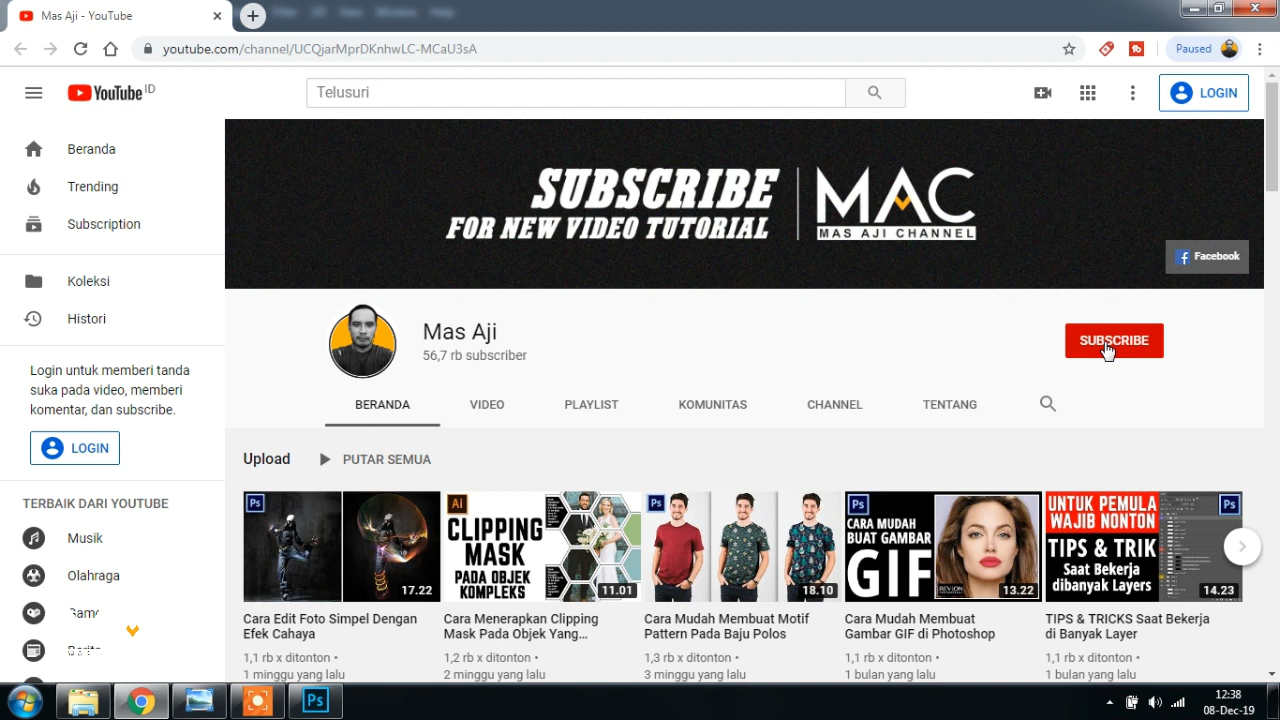 Mas Aji - YouTube
File
View
Window
Help
youtube.com/channel/UCQjarMprDKnhwLC-MCaU3sA
Paused
YouTube ID
Telusuri
LOGIN
Beranda
Trending
Subscription
Koleksi
Histori
Login untuk memberi tanda
suka pada video, memberi
komentar, dan subscribe.
LOGIN
TERBAIK DARI YOUTUBE
Musik
Olahraga
SUBSCRIBE
FOR NEW VIDEO TUTORIAL
MAC
MAS AJI CHANNEL
Facebook
Mas Aji
56,7 rb subscriber
SUBSCRIBE
BERANDA
VIDEO
PLAYLIST
KOMUNITAS
CHANNEL
TENTANG
Upload
PUTAR SEMUA
Ps
17.22
Cara Edit Foto Simpel Dengan
Efek Cahaya
1,1 rb x ditonton •
1 minggu yang lalu
Ai
CLIPPING
MASK
PADA OBJEK
KOMPLEKS
11.01
Cara Menerapkan Clipping
Mask Pada Objek Yang...
1,2 rb x ditonton •
2 minggu yang lalu
Ps
18.10
Cara Mudah Membuat Motif
Pattern Pada Baju Polos
1,3 rb x ditonton •
3 minggu yang lalu
Ps
CARA MUDAH
BUAT GAMBAR
GIF
REVLON
13.22
Cara Mudah Membuat
Gambar GIF di Photoshop
1,1 rb x ditonton •
1 bulan yang lalu
UNTUK PEMULA
WAJIB NONTON
TIPS & TRIK
Saat Bekerja
dibanyak Layers
Ps
14.23
TIPS & TRICKS Saat Bekerja
di Banyak Layer
1,1 rb x ditonton •
1 bulan yang lalu
Ps
12:38
08-Dec-19